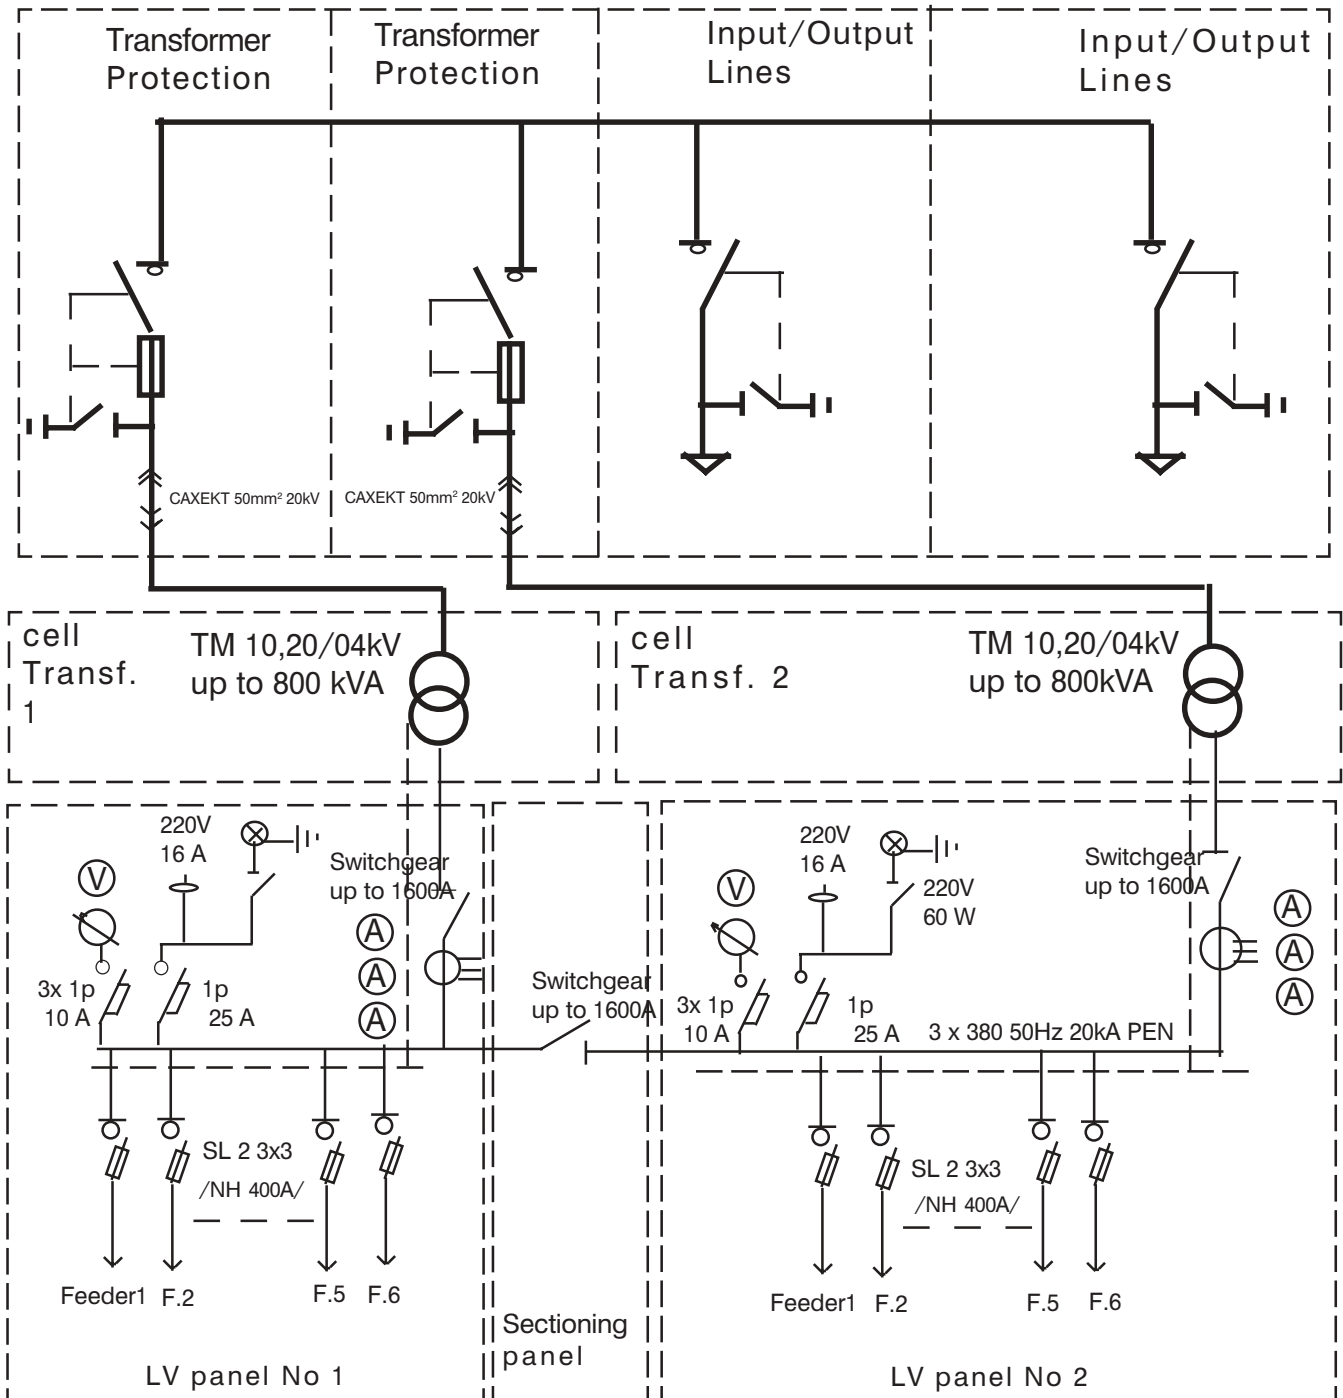 Transformer
Protection
Transformer
Protection
Input/Output
Lines
Input/Output
Lines
CAXEKT 50mm² 20kV
CAXEKT 50mm² 20kV
cell
Transf.
1
TM 10,20/04kV
up to 800 kVA
cell
Transf. 2
TM 10,20/04kV
up to 800kVA
220V
16 A
Switchgear
up to 1600A
V
A
A
A
3x 1p
10 A
1p
25 A
Switchgear
up to 1600A
220V
16 A
220V
60 W
Switchgear
up to 1600A
V
A
A
A
3x 1p
10 A
1p
25 A
3 x 380 50Hz 20kA PEN
SL 2 3x3
/NH 400A/
Feeder1
F.2
F.5
F.6
LV panel No 1
Sectioning
panel
SL 2 3x3
/NH 400A/
Feeder1
F.2
F.5
F.6
LV panel No 2